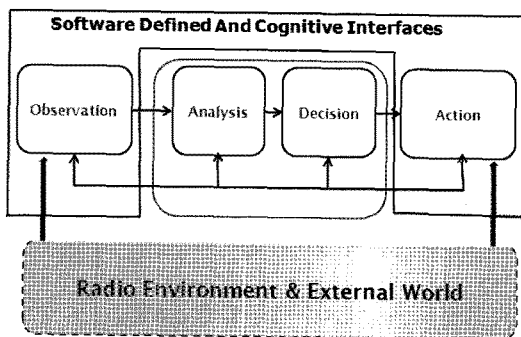 Software Defined And Cognitive Interfaces
Observation
Analysis
Decision
Action
Radio Environment & External World